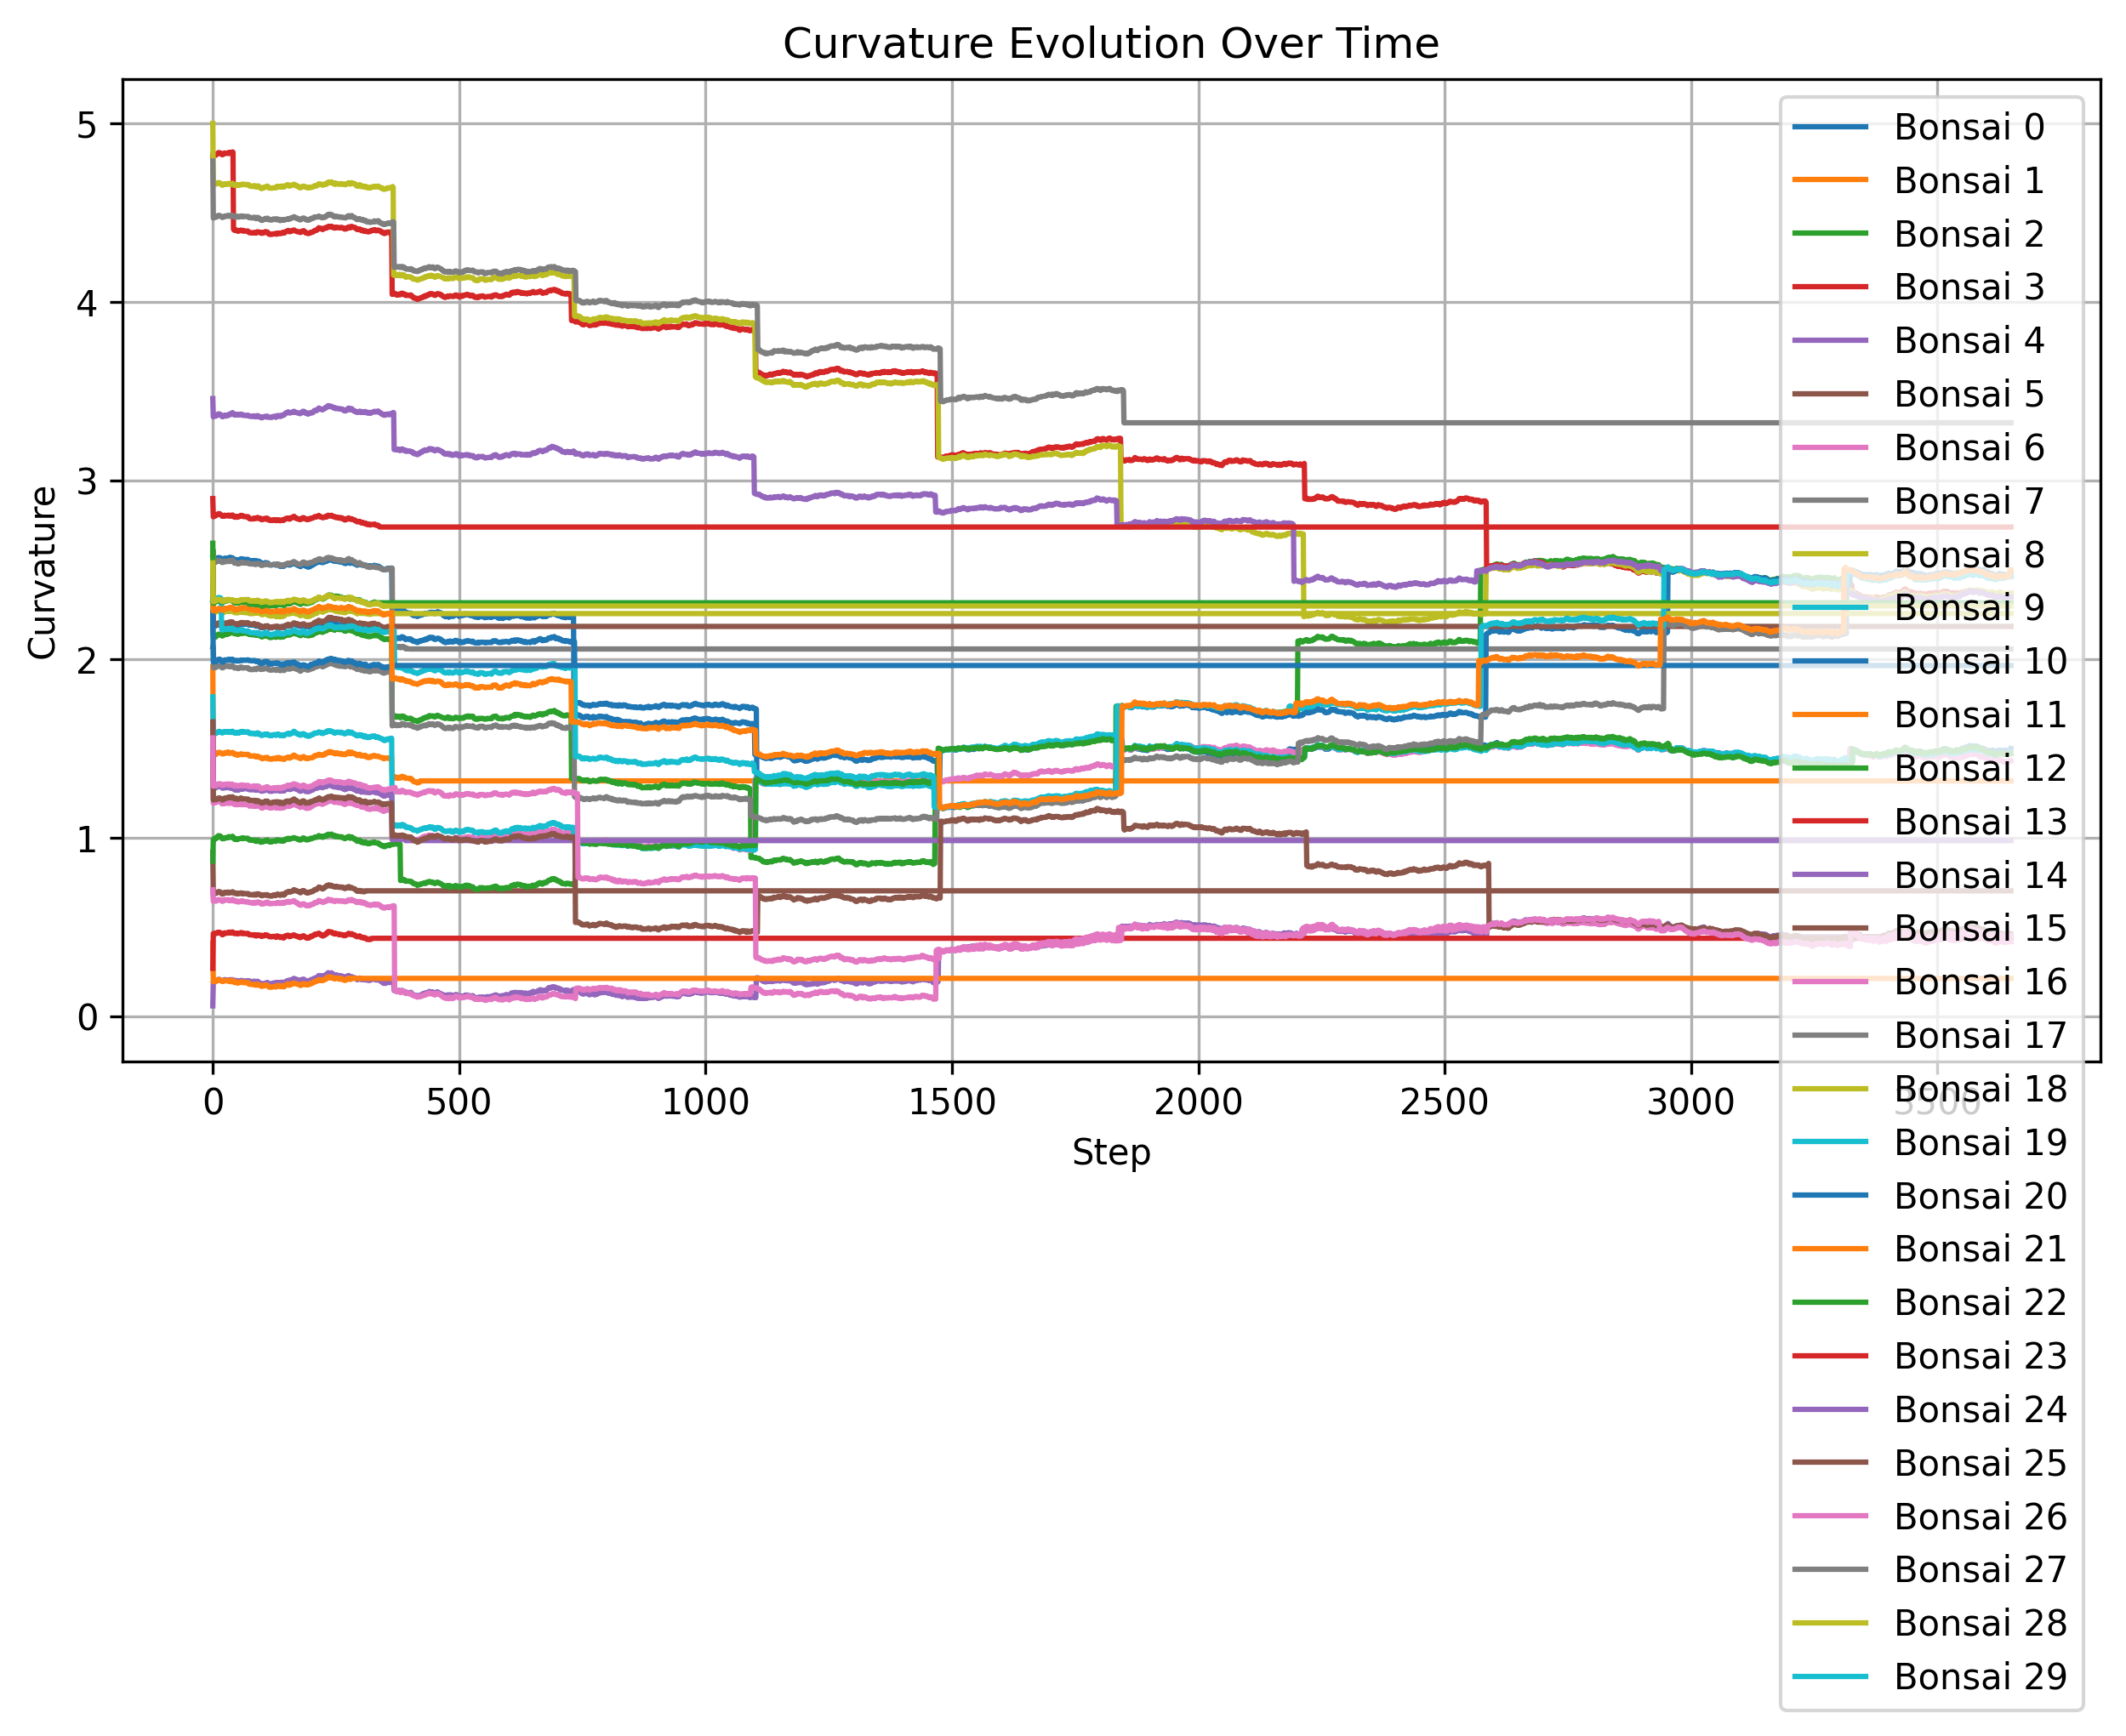 Curvature Evolution Over Time
Curvature
5
4
3
2
1
0
0
500
1000
1500
2000
2500
3000
3500
Step
Bonsai 0
Bonsai 1
Bonsai 2
Bonsai 3
Bonsai 4
Bonsai 5
Bonsai 6
Bonsai 7
Bonsai 8
Bonsai 9
Bonsai 10
Bonsai 11
Bonsai 12
Bonsai 13
Bonsai 14
Bonsai 15
Bonsai 16
Bonsai 17
Bonsai 18
Bonsai 19
Bonsai 20
Bonsai 21
Bonsai 22
Bonsai 23
Bonsai 24
Bonsai 25
Bonsai 26
Bonsai 27
Bonsai 28
Bonsai 29